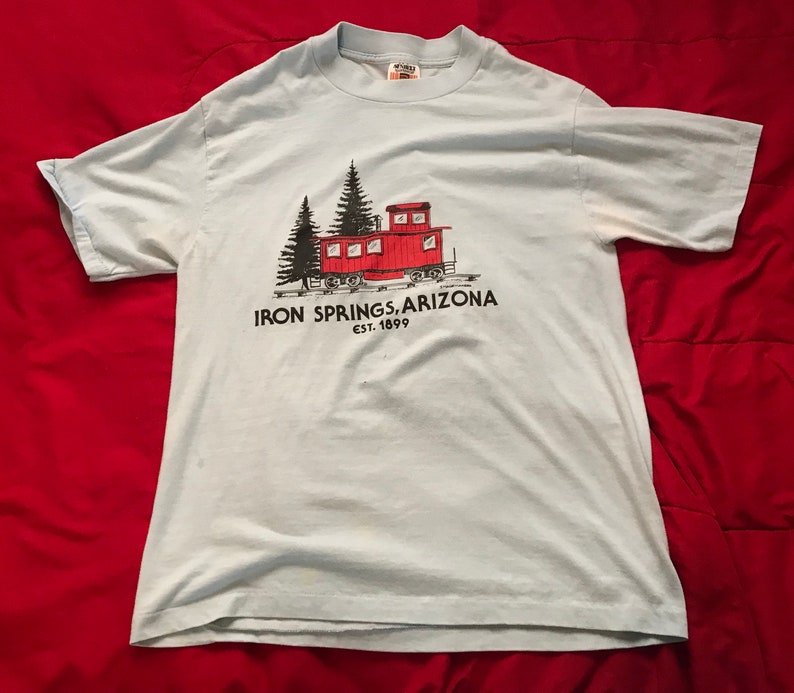 IRON SPRINGS, ARIZONA
EST. 1899